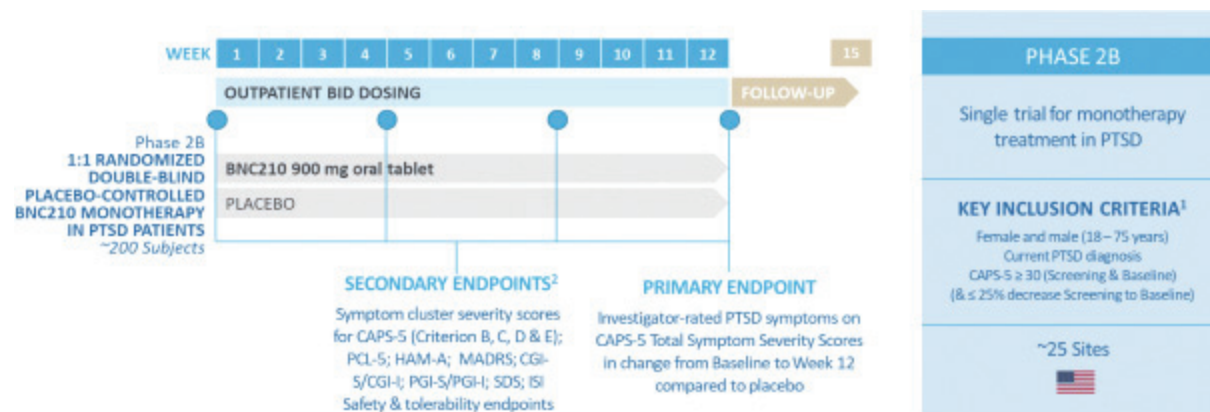 WEEK 1 2 3 4 5 6 7 8 9 10 11 12 15
OUTPATIENT BID DOSING
FOLLOW-UP
Phase 2B
1:1 RANDOMIZED
DOUBLE-BLIND
PLACEBO-CONTROLLED
BNC210 MONOTHERAPY
IN PTSD PATIENTS
~200 Subjects
BNC210 900 mg oral tablet
PLACEBO
SECONDARY ENDPOINTS²
Symptom cluster severity scores
for CAPS-5 (Criterion B, C, D & E);
PCL-5; HAM-A; MADRS; CGI-
S/CGI-I; PGI-S/PGI-I; SDS; ISI
Safety & tolerability endpoints
PRIMARY ENDPOINT
Investigator-rated PTSD symptoms on
CAPS-5 Total Symptom Severity Scores
in change from Baseline to Week 12
compared to placebo
PHASE 2B
Single trial for monotherapy
treatment in PTSD
KEY INCLUSION CRITERIA¹
Female and male (18 – 75 years)
Current PTSD diagnosis
CAPS-5 ≥ 30 (Screening & Baseline)
(& ≤ 25% decrease Screening to Baseline)
~25 Sites